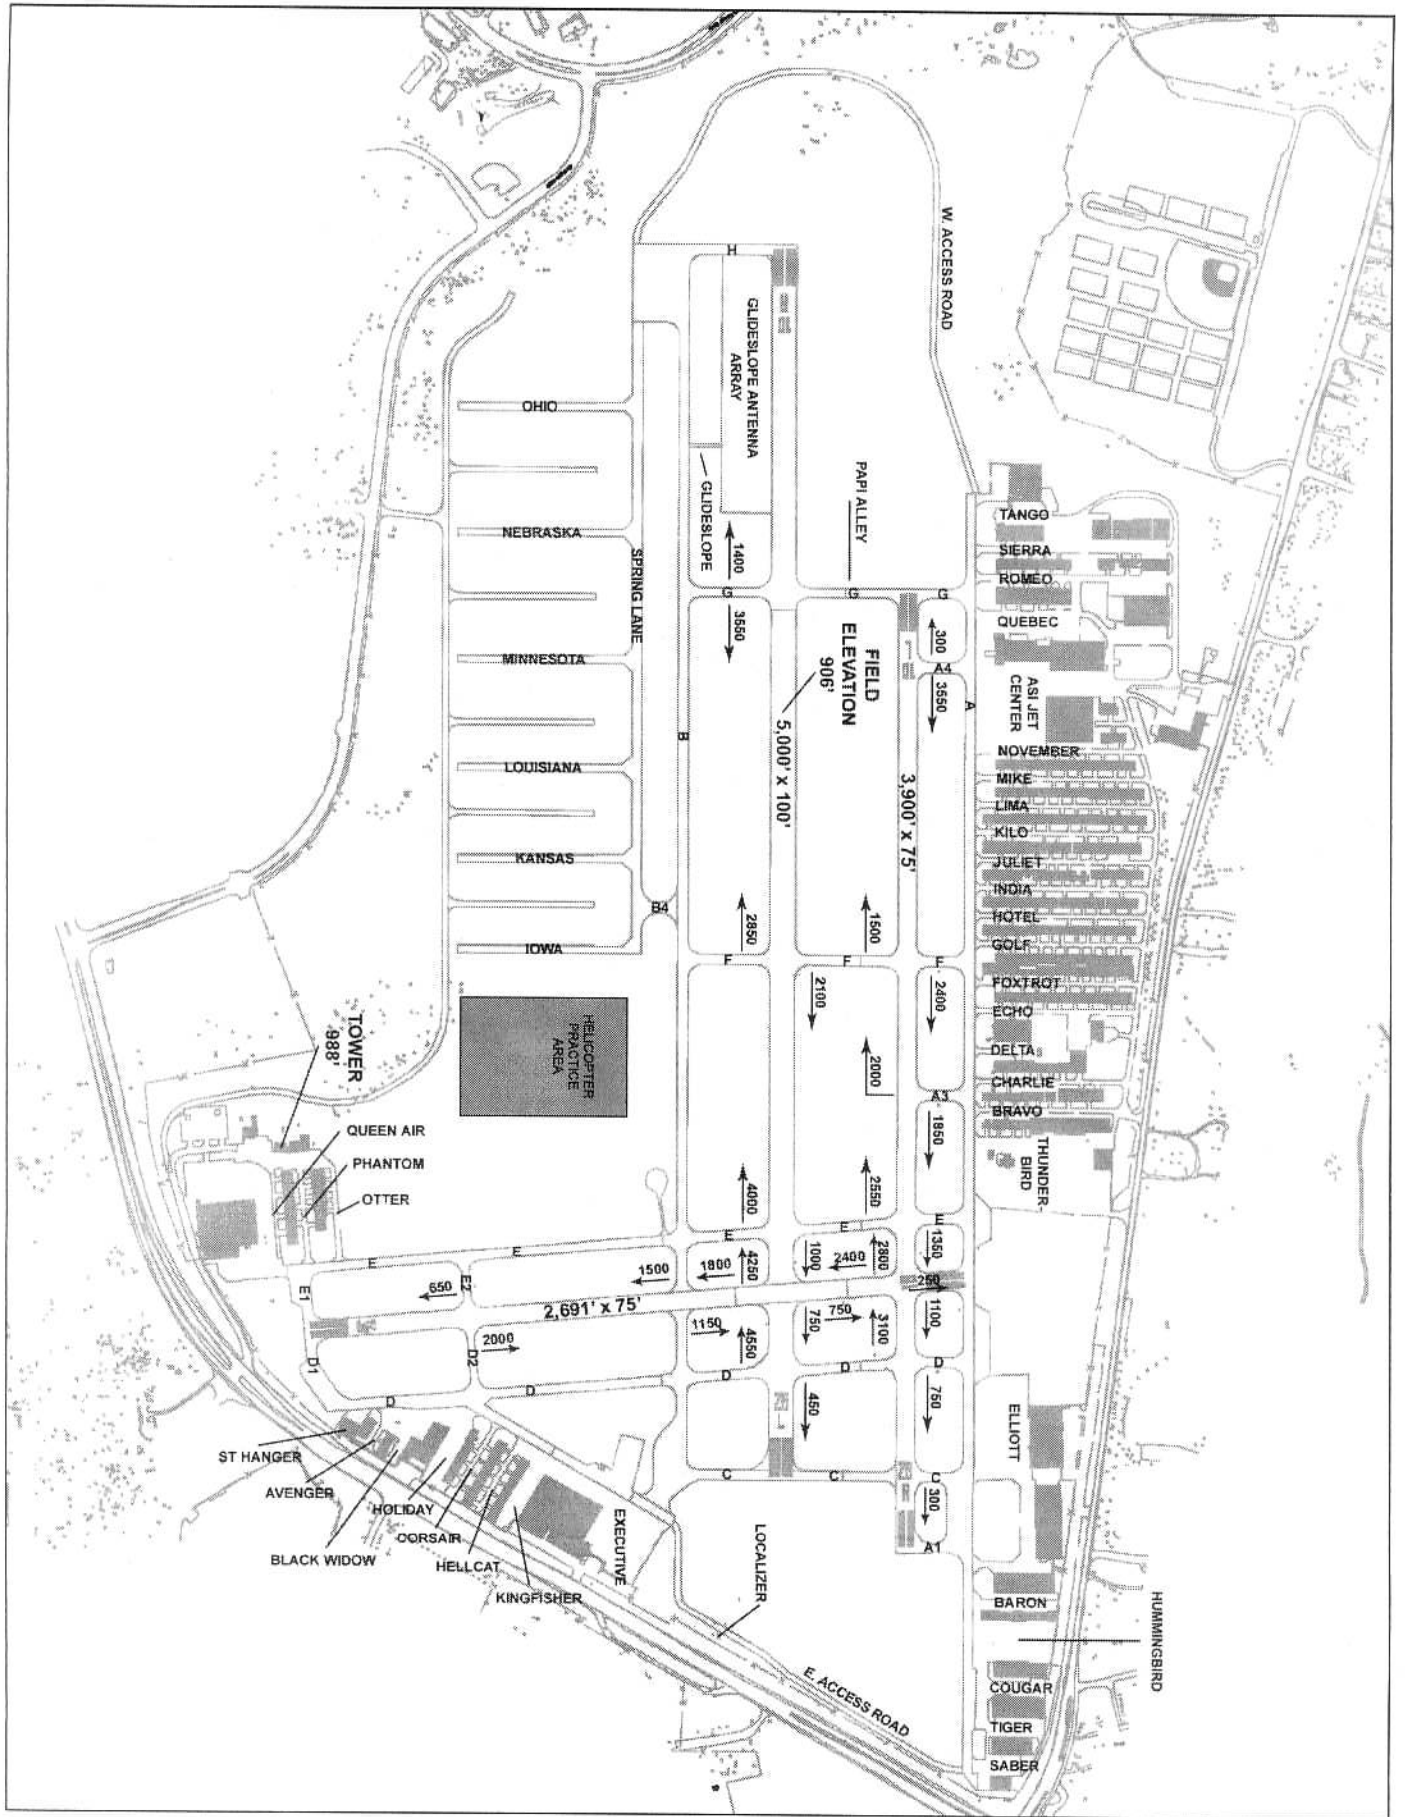 W. ACCESS ROAD
H
GLIDESLOPE ANTENNA
ARRAY
GLIDESLOPE
PAPI ALLEY
OHIO
NEBRASKA
SPRING LANE
MINNESOTA
LOUISIANA
KANSAS
B4
IOWA
TANGO
SIERRA
ROMEO
QUEBEC
ASI JET
CENTER
NOVEMBER
MIKE
LIMA
KILO
JULIET
INDIA
HOTEL
GOLF
FOXTROT
ECHO
DELTA
CHARLIE
BRAVO
THUNDER-
BIRD
1400
G
G
G
3550
300
A4
3550
A
B
FIELD
ELEVATION
906'
5,000' x 100'
3,900' x 75'
2850
1500
F
F
F
2100
2400
2000
A3
1850
HELICOPTER
PRACTICE
AREA
TOWER
988'
QUEEN AIR
PHANTOM
OTTER
4000
2550
E
E
E
E
E
1350
1500
1800
4250
1000
2400
2800
250
E1
650
E2
2,691' x 75'
1150
4550
750
750
3100
1100
2000
D1
D2
D
D
D
D
D
750
450
C
C
C
300
A1
ELLIOTT
ST HANGER
AVENGER
BLACK WIDOW
HOLIDAY
CORSAIR
HELLCAT
KINGFISHER
EXECUTIVE
LOCALIZER
E. ACCESS ROAD
BARON
HUMMINGBIRD
COUGAR
TIGER
SABER